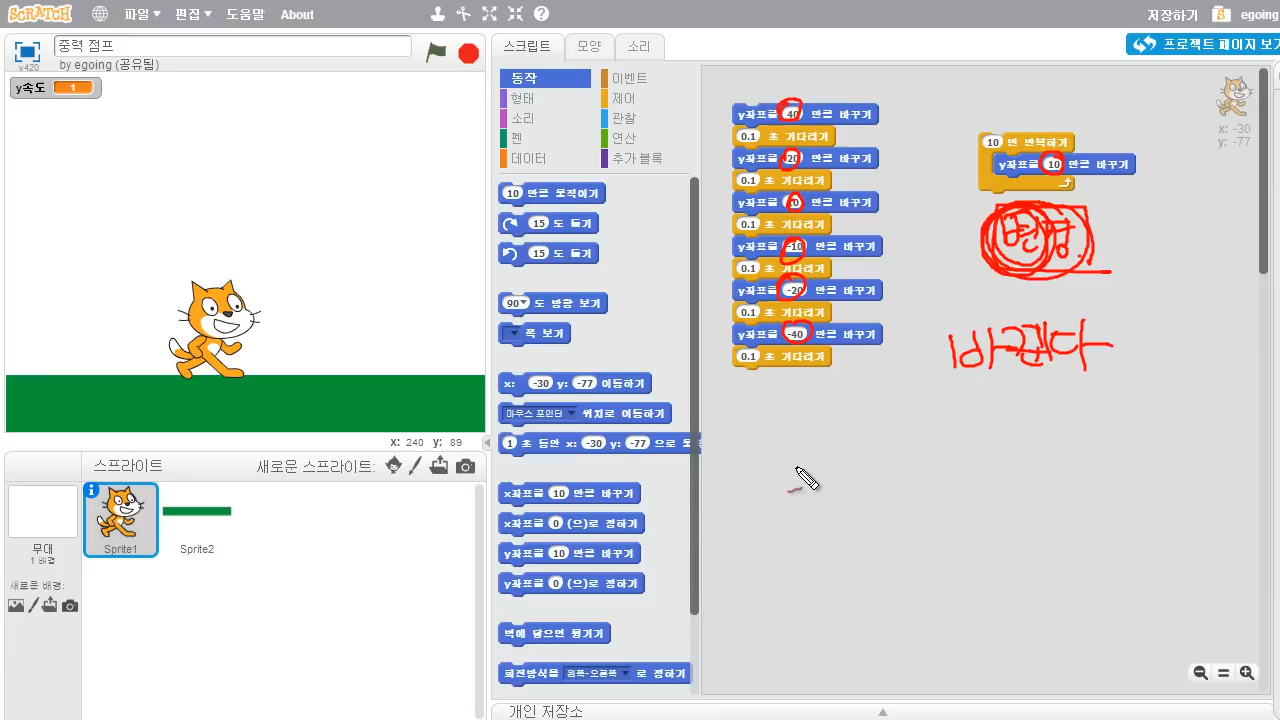 SCRATCH 파일 편집 도움말 About 저장하기 egoing
중력 점프
by egoing (공유됨)
y420
스크립트 모양 소리
프로젝트 페이지 보기
y속도 1
동작 이벤트
형태 제어
소리 관찰
펜 연산
데이터 추가 블록
10 만큼 움직이기
15 도 돌기
15 도 돌기
90 도 방향 보기
쪽 보기
x: -30 y: -77 이동하기
마우스 포인터 위치로 이동하기
1 초 동안 x: -30 y: -77 으로 움
x좌표를 10 만큼 바꾸기
x좌표를 0 (으)로 정하기
y좌표를 10 만큼 바꾸기
y좌표를 0 (으)로 정하기
벽에 닿으면 튕기기
회전방식을 왼쪽-오른쪽 로 정하기
y좌표를 40 만큼 바꾸기
0.1 초 기다리기
y좌표를 20 만큼 바꾸기
0.1 초 기다리기
y좌표를 10 만큼 바꾸기
0.1 초 기다리기
y좌표를 -10 만큼 바꾸기
0.1 초 기다리기
y좌표를 -20 만큼 바꾸기
0.1 초 기다리기
y좌표를 -40 만큼 바꾸기
0.1 초 기다리기
10 번 반복하기
y좌표를 10 만큼 바꾸기
변경
x: -30
y: -77
x: 240 y: 89
스프라이트 새로운 스프라이트:
무대
1 배경
새로운 배경:
Sprite1 Sprite2
개인 저장소